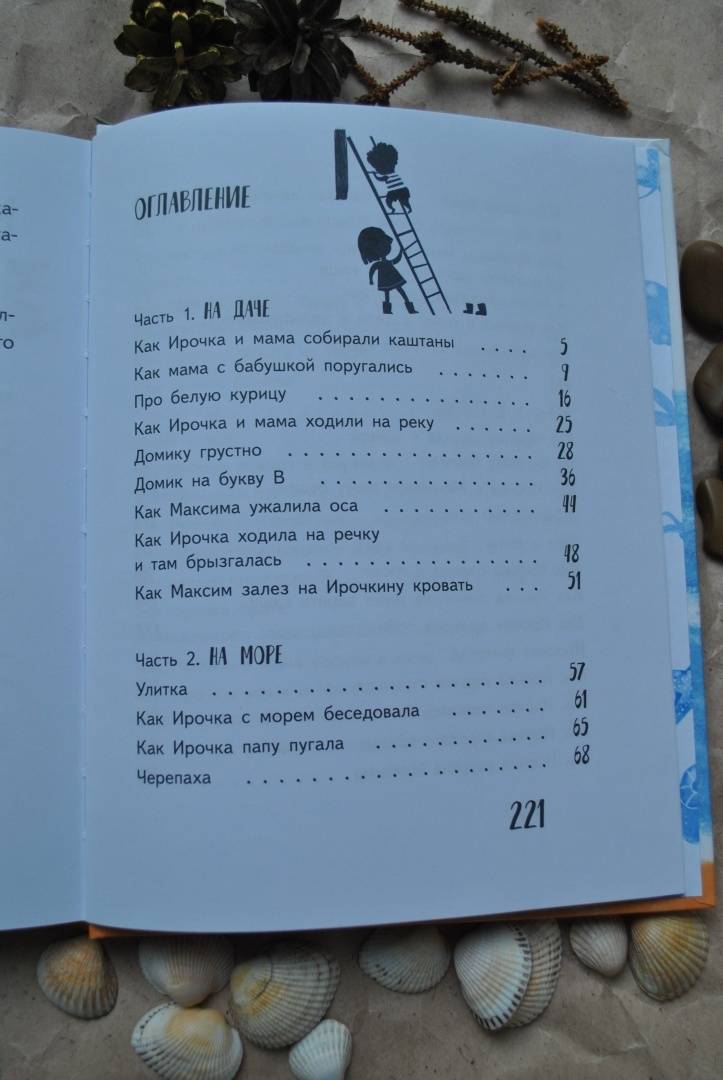 а-
а-
л-
го
ОГЛАВЛЕНИЕ
Часть 1. НА ДАЧЕ
Как Ирочка и мама собирали каштаны . . . . 5
Как мама с бабушкой поругались . . . . . . . 9
Про белую курицу . . . . . . . . . . . . . . . . 16
Как Ирочка и мама ходили на реку . . . . . . 25
Домику грустно . . . . . . . . . . . . . . . . . . 28
Домик на букву В . . . . . . . . . . . . . . . . 36
Как Максима ужалила оса . . . . . . . . . . . 44
Как Ирочка ходила на речку
и там брызгалась . . . . . . . . . . . . . . . . . 48
Как Максим залез на Ирочкину кровать . . . 51
Часть 2. НА МОРЕ
Улитка . . . . . . . . . . . . . . . . . . . . . . . . 57
Как Ирочка с морем беседовала . . . . . . . 61
Как Ирочка папу пугала . . . . . . . . . . . . 65
Черепаха . . . . . . . . . . . . . . . . . . . . . 68
221